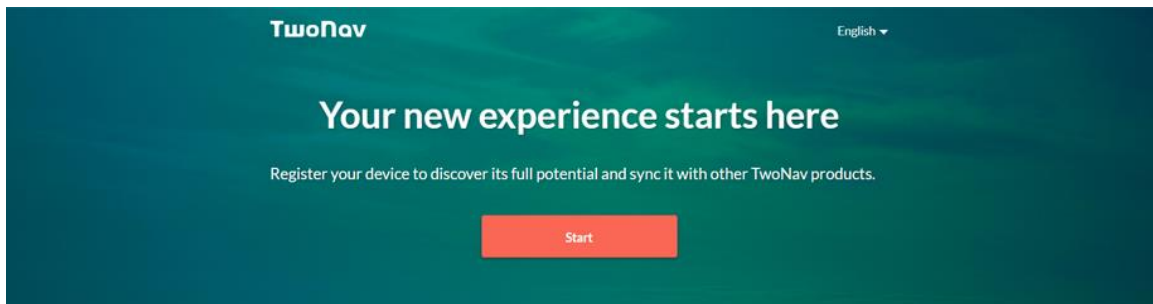 TwoNav
English
Your new experience starts here
Register your device to discover its full potential and sync it with other TwoNav products.
Start